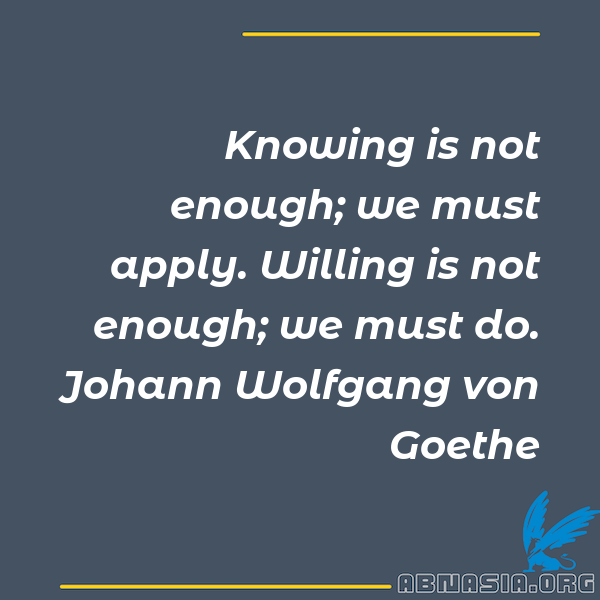 Knowing is not
enough; we must
apply. Willing is not
enough; we must do.
Johann Wolfgang von
Goethe
ABNASIA.ORG